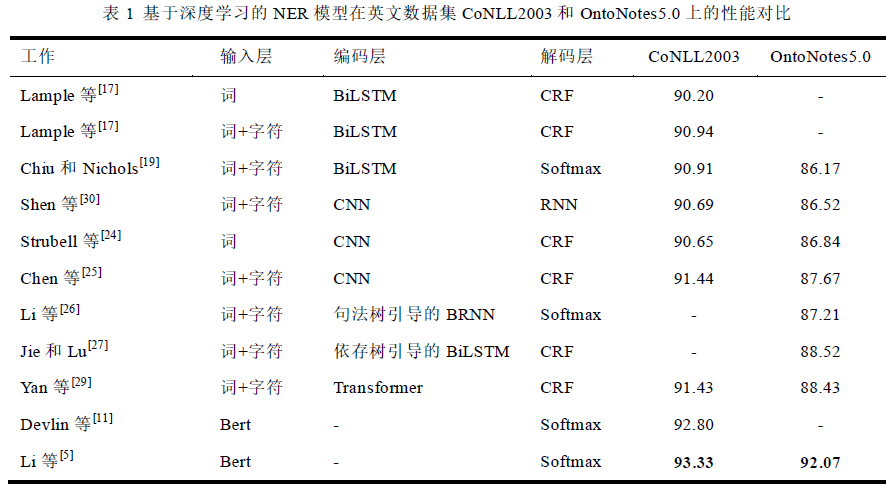 表 1 基于深度学习的 NER 模型在英文数据集 CoNLL2003 和 OntoNotes5.0 上的性能对比
工作 输入层 编码层 解码层 CoNLL2003 OntoNotes5.0
Lample 等[17] 词 BiLSTM CRF 90.20 -
Lample 等[17] 词+字符 BiLSTM CRF 90.94 -
Chiu 和 Nichols[19] 词+字符 BiLSTM Softmax 90.91 86.17
Shen 等[30] 词+字符 CNN RNN 90.69 86.52
Strubell 等[24] 词 CNN CRF 90.65 86.84
Chen 等[25] 词+字符 CNN CRF 91.44 87.67
Li 等[26] 词+字符 句法树引导的 BRNN Softmax - 87.21
Jie 和 Lu[27] 词+字符 依存树引导的 BiLSTM CRF - 88.52
Yan 等[29] 词+字符 Transformer CRF 91.43 88.43
Devlin 等[11] Bert - Softmax 92.80 -
Li 等[5] Bert - Softmax 93.33 92.07